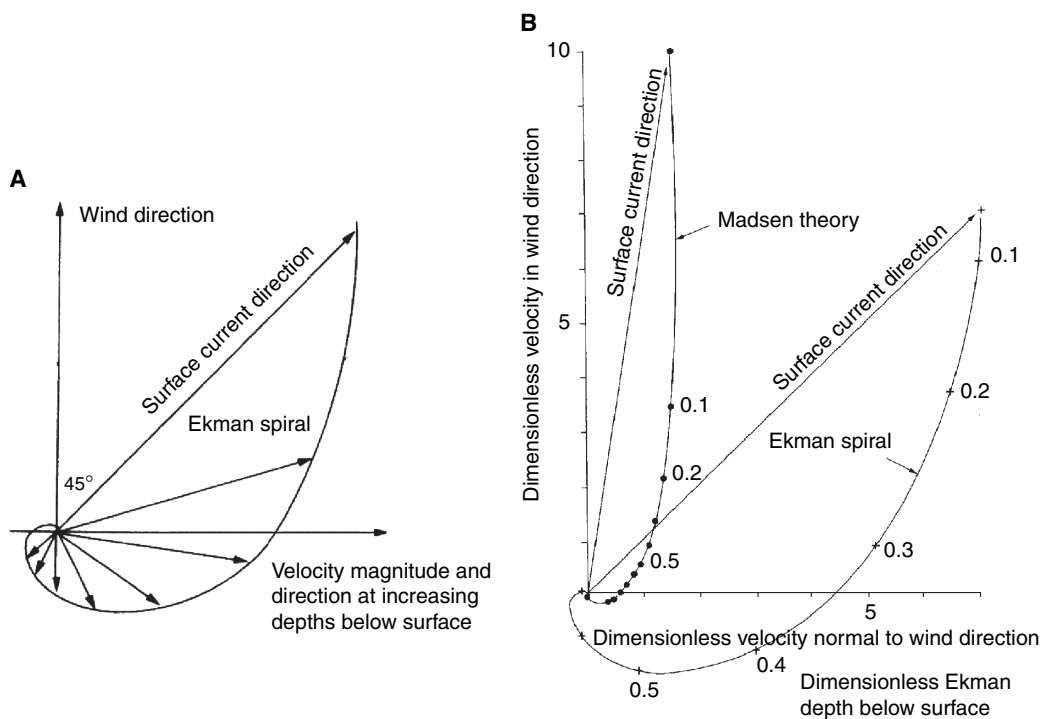 A
Wind direction
Surface current direction
Ekman spiral
45°
Velocity magnitude and
direction at increasing
depths below surface
B
10
5
Dimensionless velocity in wind direction
Surface current direction
Madsen theory
0.1
0.2
0.5
Surface current direction
Ekman spiral
0.1
0.2
0.3
0.4
0.5
5
Dimensionless velocity normal to wind direction
Dimensionless Ekman
depth below surface